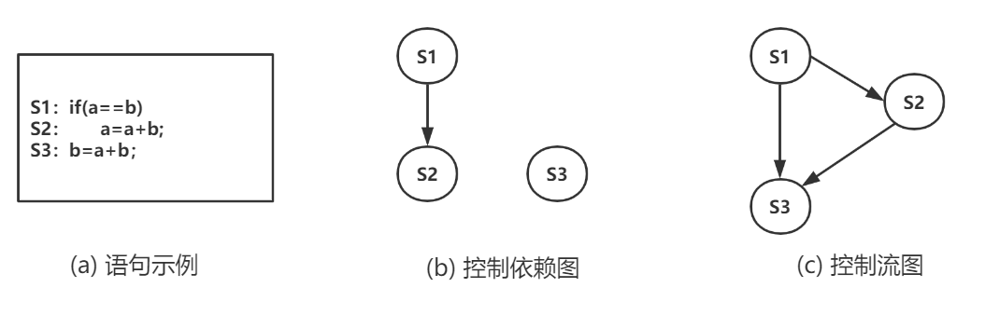 S1: if(a==b)
S2: a=a+b;
S3: b=a+b;
(a) 语句示例
S1
S2
S3
(b) 控制依赖图
S1
S2
S3
(c) 控制流图